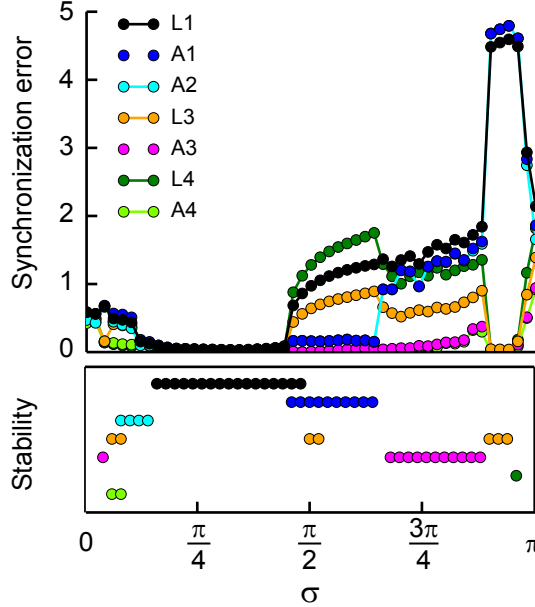 Synchronization error
5
4
3
2
1
0
L1
A1
A2
L3
A3
L4
A4
Stability
0
π/4
π/2
3π/4
π
σ